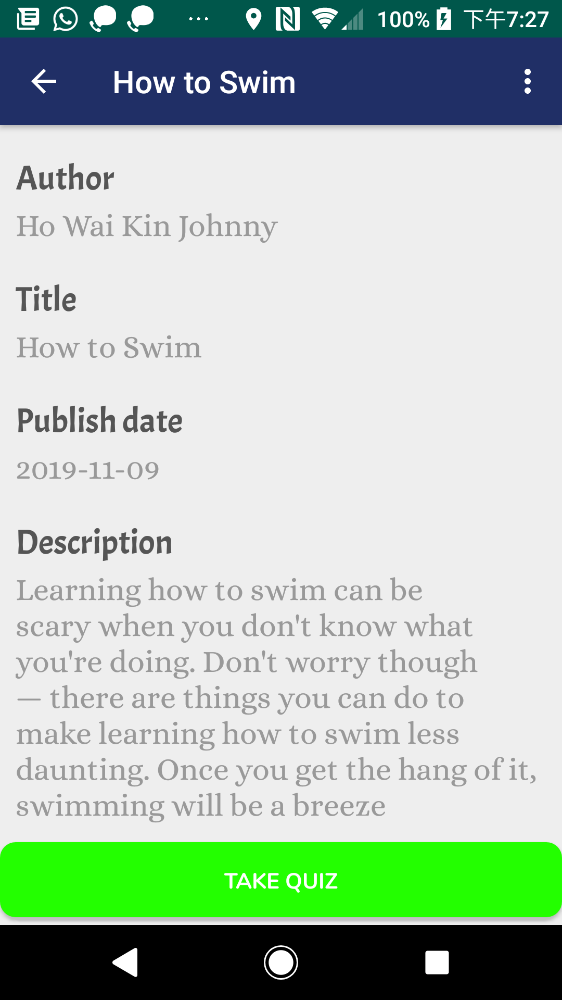 100% 下午7:27
How to Swim
Author
Ho Wai Kin Johnny
Title
How to Swim
Publish date
2019-11-09
Description
Learning how to swim can be
scary when you don't know what
you're doing. Don't worry though
— there are things you can do to
make learning how to swim less
daunting. Once you get the hang of it,
swimming will be a breeze
TAKE QUIZ